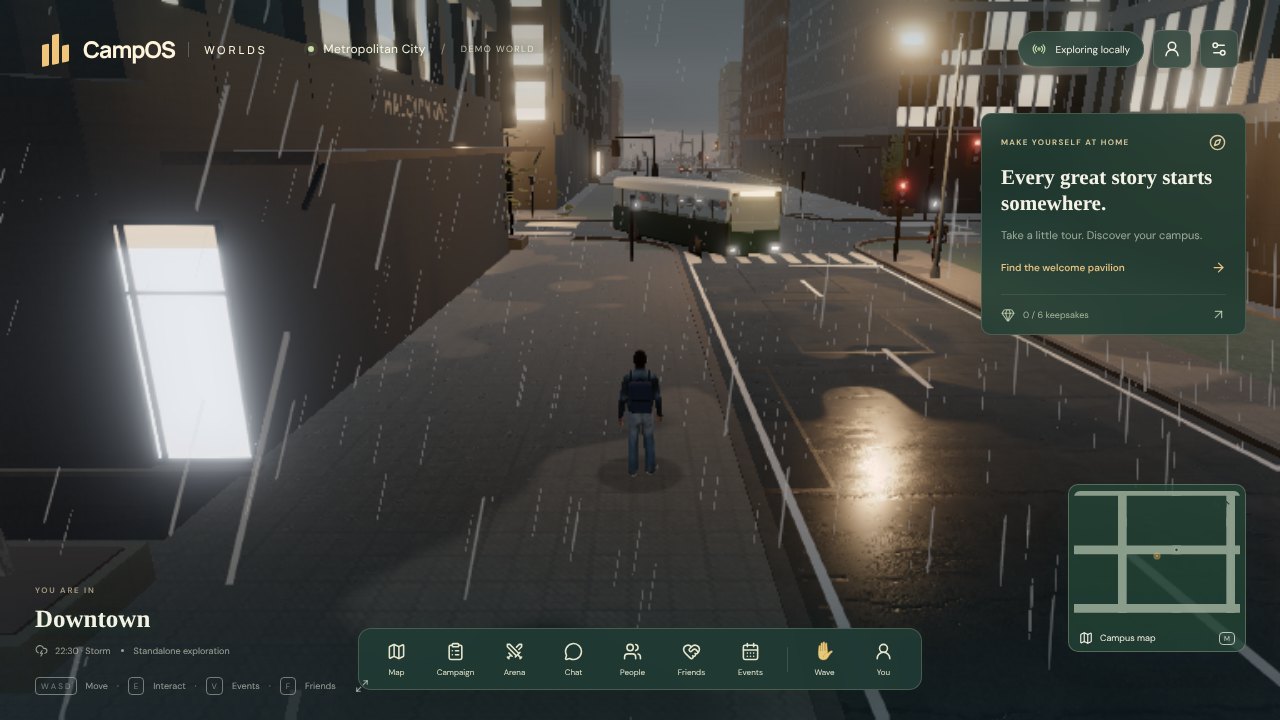 CampOS
WORLDS
Metropolitan City / DEMO WORLD
Exploring locally
MAKE YOURSELF AT HOME
Every great story starts
somewhere.
Take a little tour. Discover your campus.
Find the welcome pavilion
0 / 6 keepsakes
Campus map
M
YOU ARE IN
Downtown
22:30 · Storm • Standalone exploration
W A S D Move · E Interact · V Events · F Friends
Map
Campaign
Arena
Chat
People
Friends
Events
Wave
You